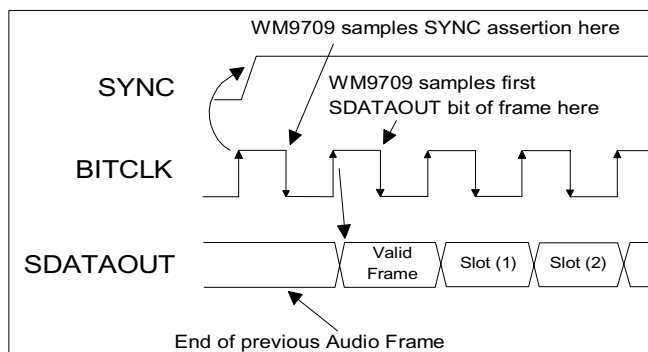 WM9709 samples SYNC assertion here
SYNC
WM9709 samples first
SDATAOUT bit of frame here
BITCLK
SDATAOUT
Valid
Frame
Slot (1)
Slot (2)
End of previous Audio Frame